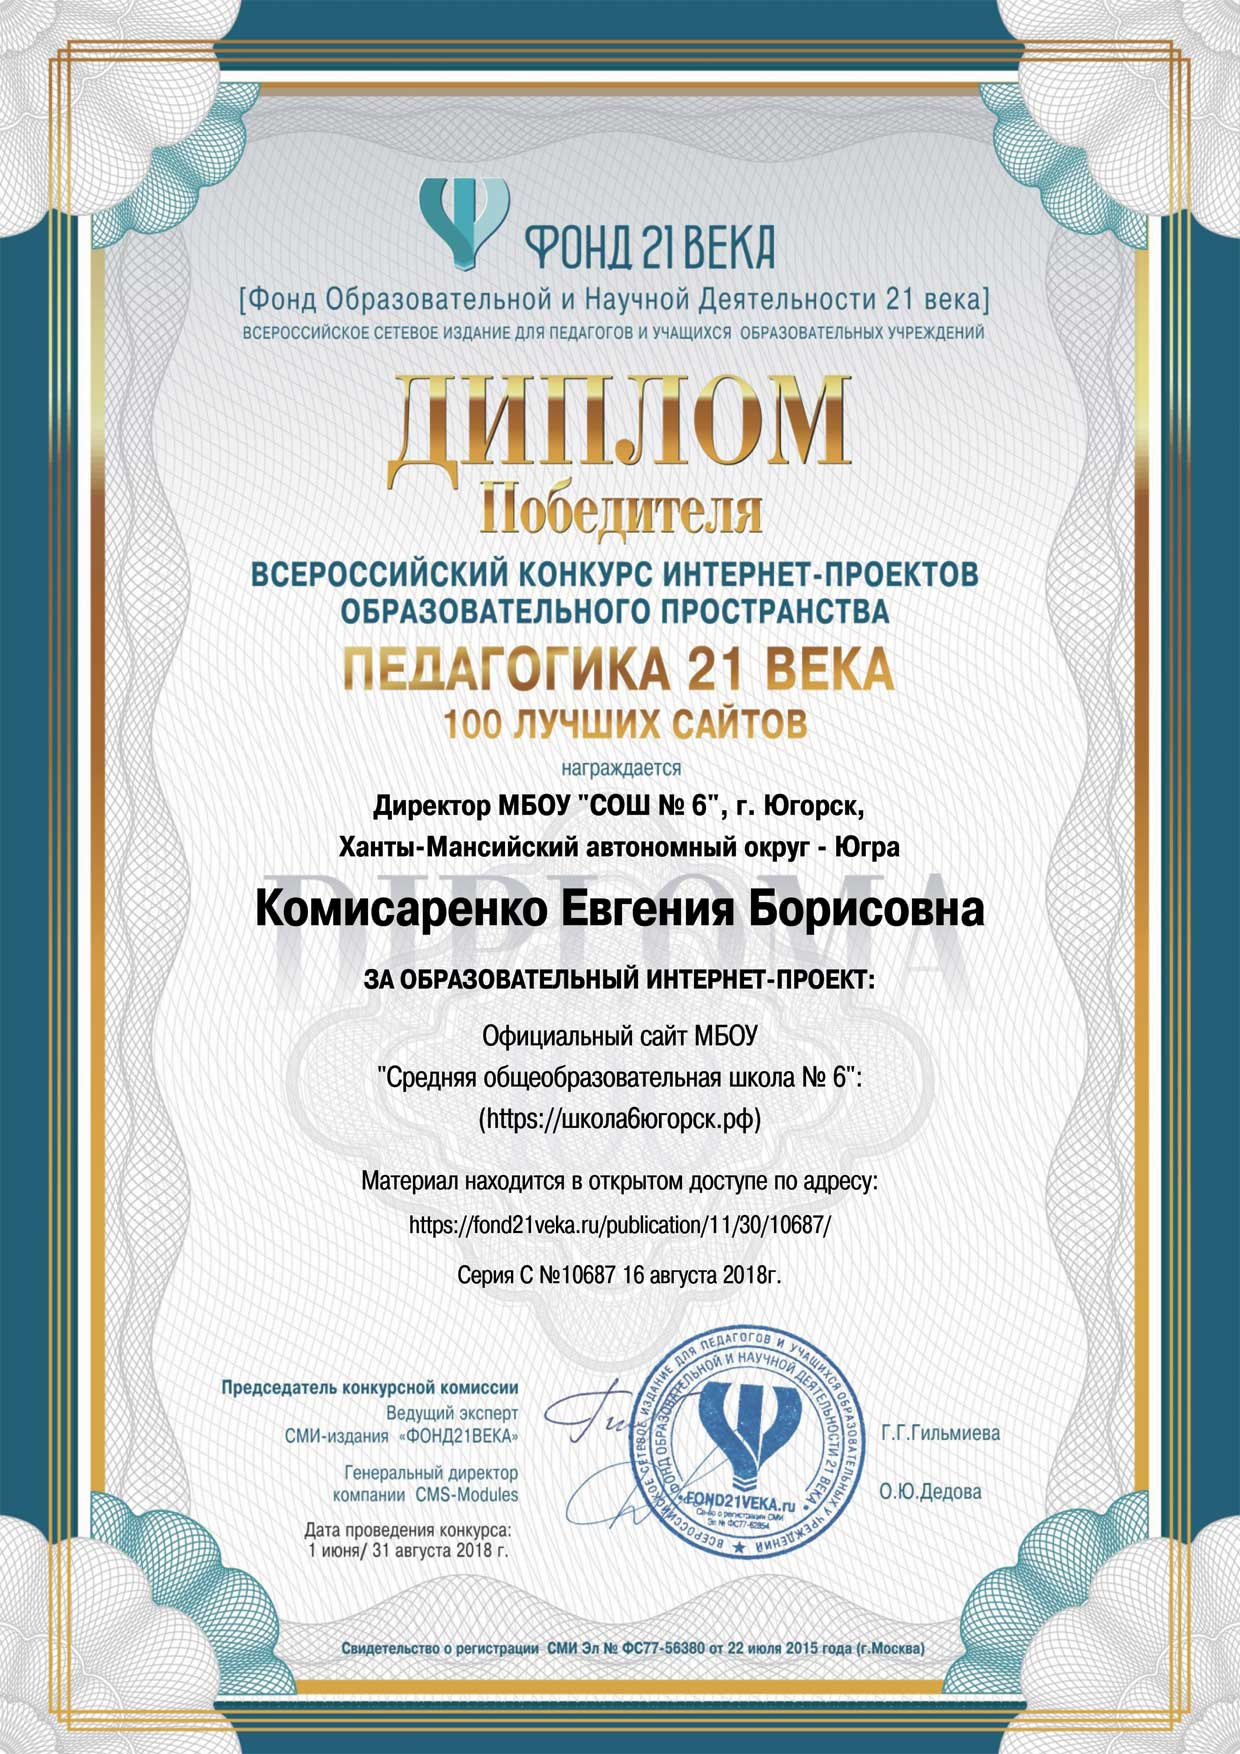 ФОНД 21 ВЕКА
[Фонд Образовательной и Научной Деятельности 21 века]
ВСЕРОССИЙСКОЕ СЕТЕВОЕ ИЗДАНИЕ ДЛЯ ПЕДАГОГОВ И УЧАЩИХСЯ ОБРАЗОВАТЕЛЬНЫХ УЧРЕЖДЕНИЙ
ДИПЛОМ
Победителя
ВСЕРОССИЙСКИЙ КОНКУРС ИНТЕРНЕТ-ПРОЕКТОВ
ОБРАЗОВАТЕЛЬНОГО ПРОСТРАНСТВА
ПЕДАГОГИКА 21 ВЕКА
100 ЛУЧШИХ САЙТОВ
награждается
Директор МБОУ "СОШ № 6", г. Югорск,
Ханты-Мансийский автономный округ - Югра
DIPLOMA
Комисаренко Евгения Борисовна
ЗА ОБРАЗОВАТЕЛЬНЫЙ ИНТЕРНЕТ-ПРОЕКТ:
Официальный сайт МБОУ
"Средняя общеобразовательная школа № 6":
(https://школа6югорск.рф)
Материал находится в открытом доступе по адресу:
https://fond21veka.ru/publication/11/30/10687/
Серия С №10687 16 августа 2018г.
Председатель конкурсной комиссии
Ведущий эксперт
СМИ-издания «ФОНД21ВЕКА»
Г.Г.Гильмиева
Генеральный директор
компании CMS-Modules
О.Ю.Дедова
Дата проведения конкурса:
1 июня/ 31 августа 2018 г.
ВСЕРОССИЙСКОЕ СЕТЕВОЕ ИЗДАНИЕ ДЛЯ ПЕДАГОГОВ И УЧАЩИХСЯ ОБРАЗОВАТЕЛЬНЫХ УЧРЕЖДЕНИЙ
ФОНД ОБРАЗОВАТЕЛЬНОЙ И НАУЧНОЙ ДЕЯТЕЛЬНОСТИ 21 ВЕКА
FOND21VEKA.ru
Св-во о регистрации СМИ
Эл № ФС77-62854
Свидетельство о регистрации СМИ Эл № ФС77-56380 от 22 июля 2015 года (г.Москва)